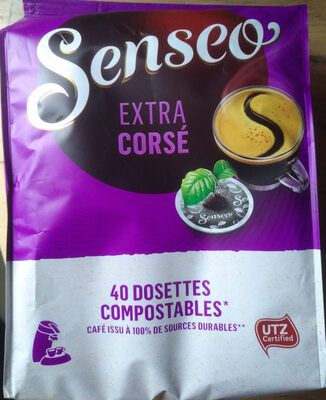 Senseo
EXTRA
CORSÉ
Senseo
40 DOSETTES
COMPOSTABLES*
CAFÉ ISSU À 100% DE SOURCES DURABLES**
UTZ
Certified